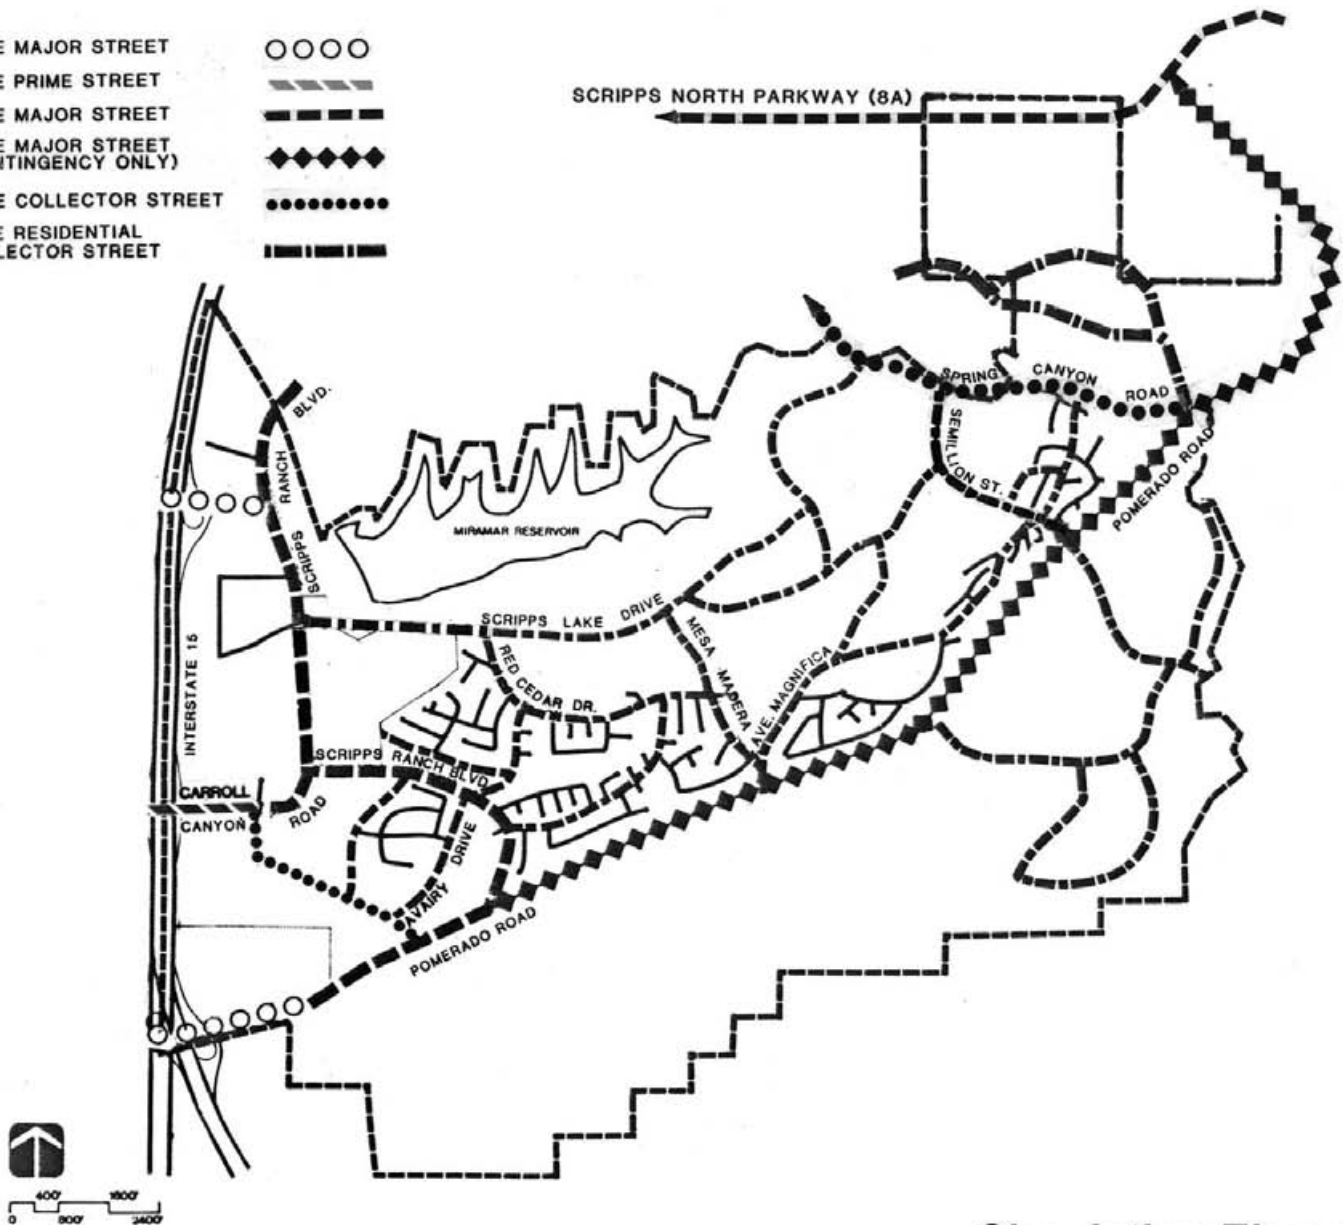 E MAJOR STREET
E PRIME STREET
E MAJOR STREET
E MAJOR STREET
NTINGENCY ONLY)
E COLLECTOR STREET
E RESIDENTIAL
LECTOR STREET
SCRIPPS NORTH PARKWAY (8A)
SPRING CANYON ROAD
BLVD.
RANCH
SCRIPPS
SEMILLION ST.
POMERADO ROAD
MIRAMAR RESERVOIR
SCRIPPS LAKE DRIVE
MESA MADERA
RED CEDAR DR.
AVE. MAGNIFICA
INTERSTATE 15
SCRIPPS RANCH BLVD.
CARROLL
CANYON ROAD
AVAIRY DRIVE
POMERADO ROAD
400' 1600'
0 800' 2400'